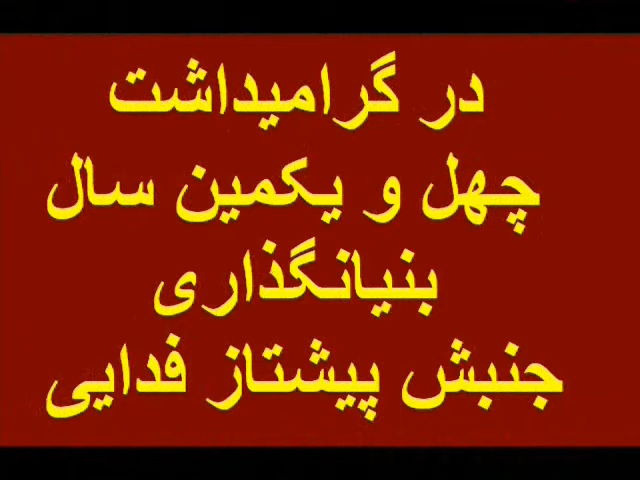 در گرامیداشت
چهل و یکمین سال
بنیانگذاری
جنبش پیشتاز فدایی